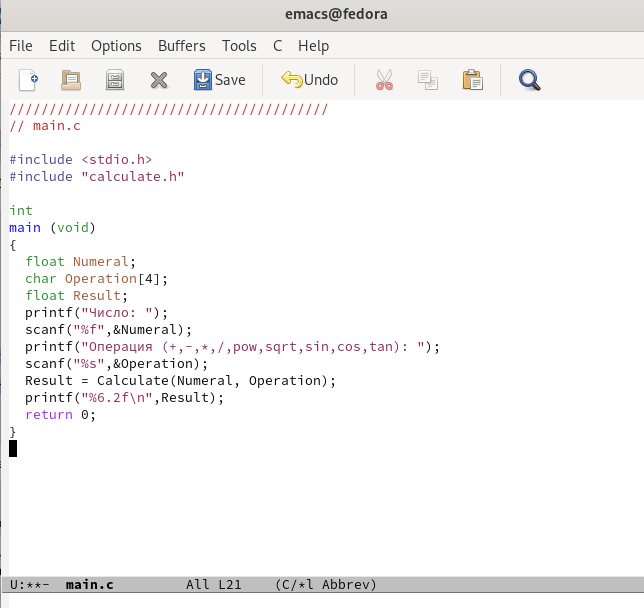 emacs@fedora
File Edit Options Buffers Tools C Help
Save Undo
////////////////////////////////////////
// main.c
#include <stdio.h>
#include "calculate.h"
int
main (void)
{
float Numeral;
char Operation[4];
float Result;
printf("Число: ");
scanf("%f",&Numeral);
printf("Операция (+,-,*,/,pow,sqrt,sin,cos,tan): ");
scanf("%s",&Operation);
Result = Calculate(Numeral, Operation);
printf("%6.2f\n",Result);
return 0;
}
U:**- main.c All L21 (C/*l Abbrev)